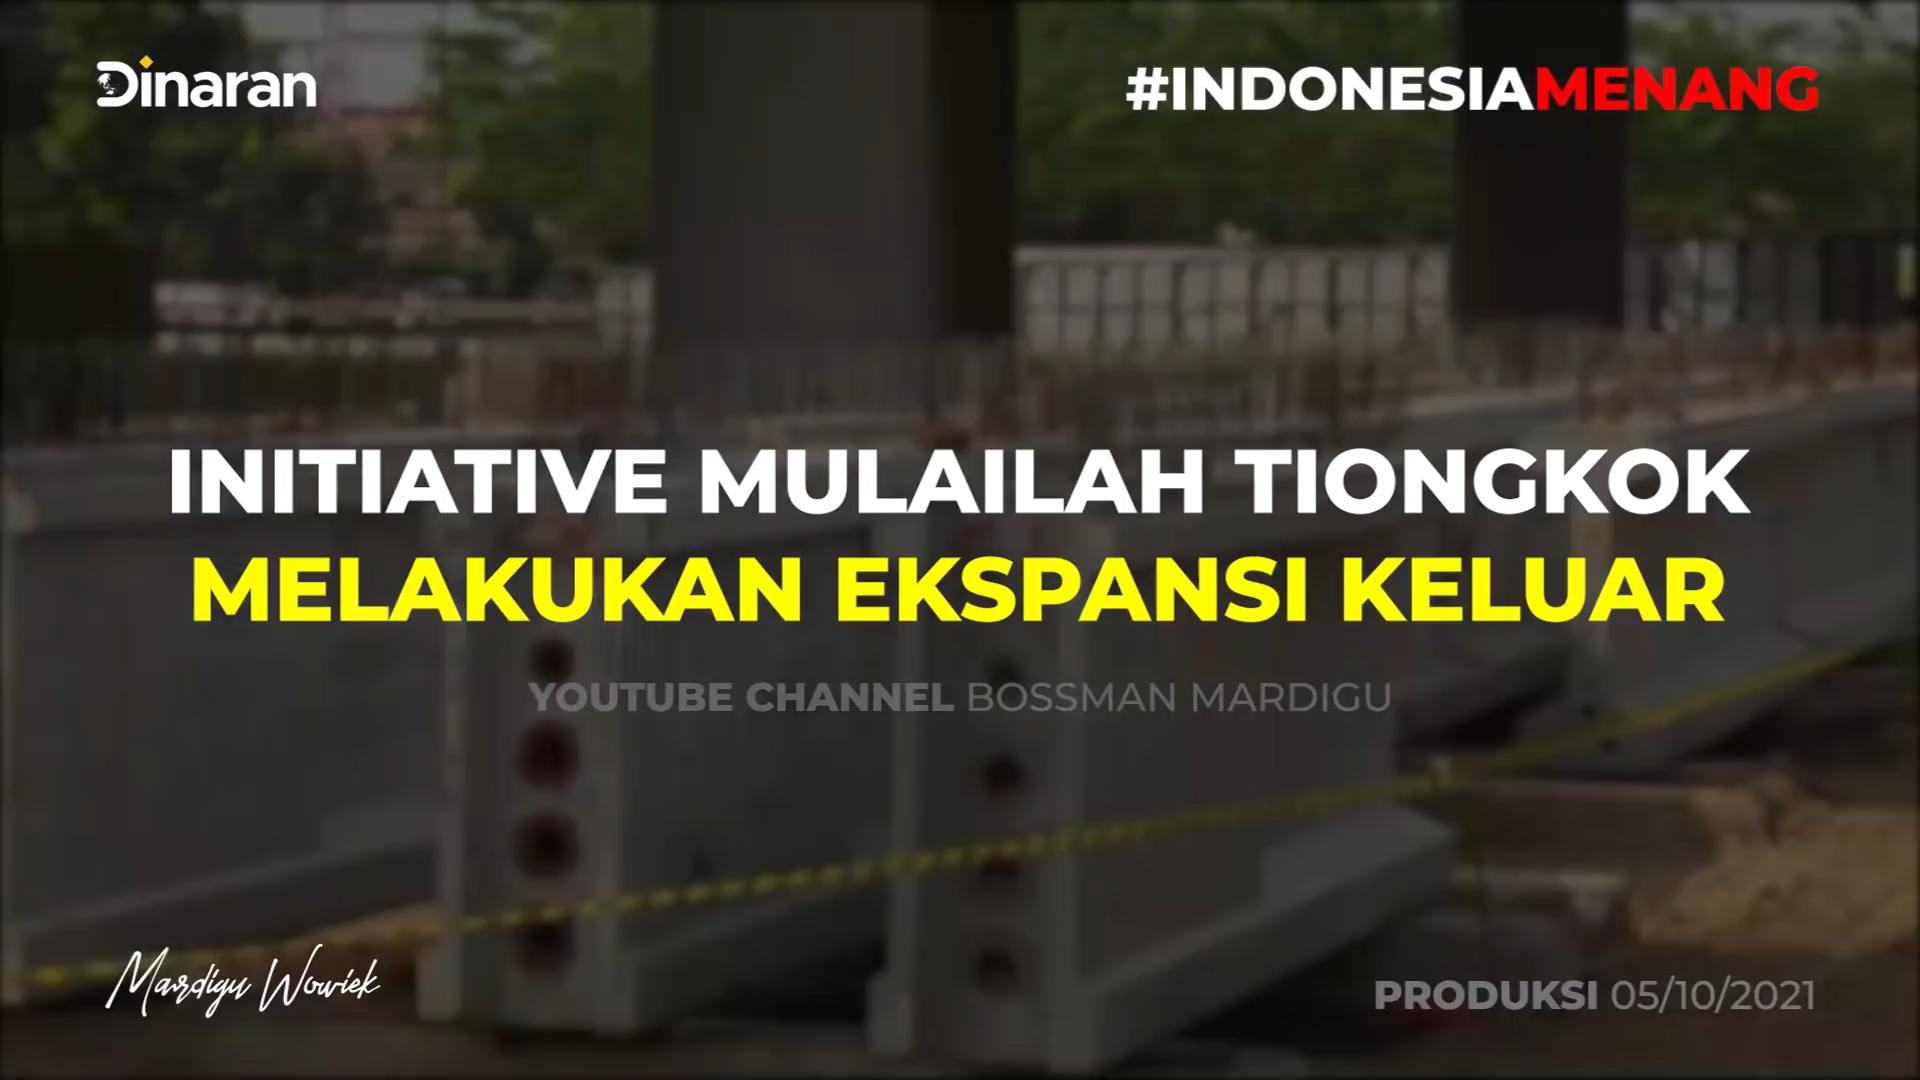 Dinaran
#INDONESIAMENANG
INITIATIVE MULAILAH TIONGKOK
MELAKUKAN EKSPANSI KELUAR
YOUTUBE CHANNEL BOSSMAN MARDIGU
Mardigu Wowiek
PRODUKSI 05/10/2021